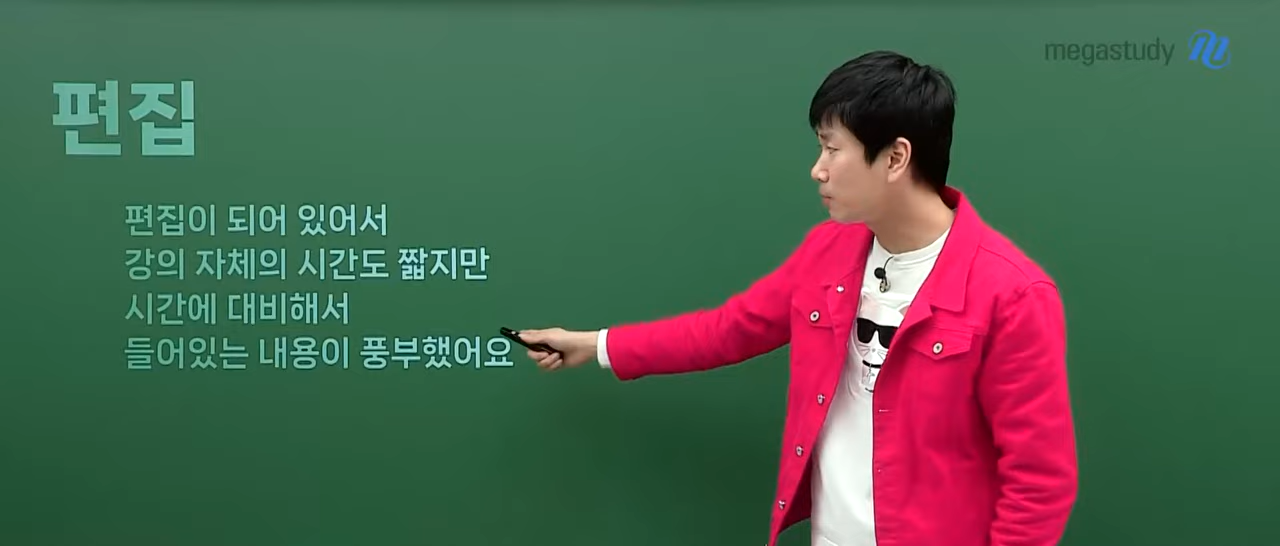 megastudy
편집
편집이 되어 있어서
강의 자체의 시간도 짧지만
시간에 대비해서
들어있는 내용이 풍부했어요